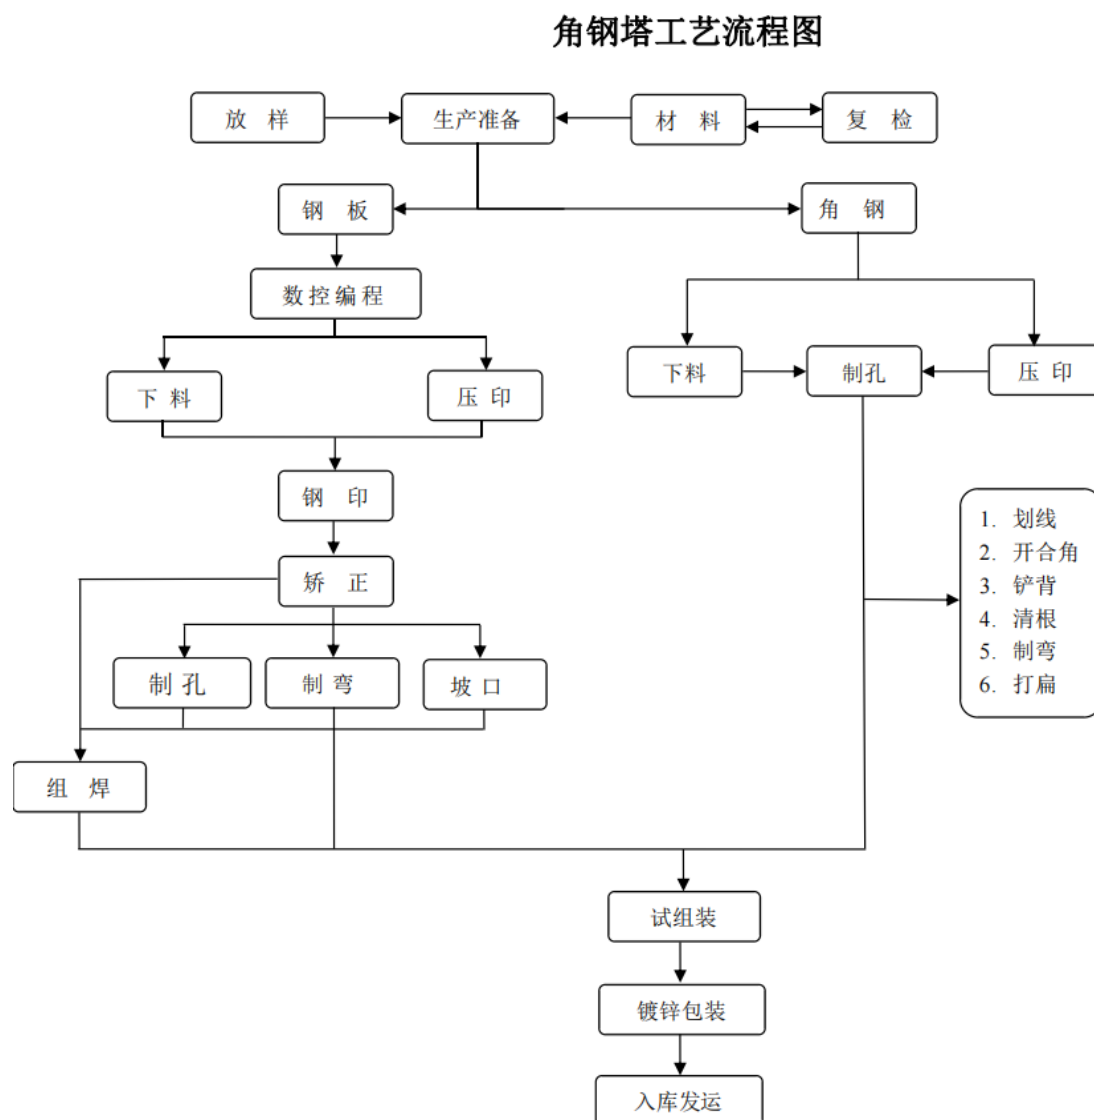 角钢塔工艺流程图
放 样
生产准备
材 料
复 检
钢 板
角 钢
数控编程
下 料
压 印
下料
制孔
压 印
钢 印
矫 正
1. 划线
2. 开合角
3. 铲背
4. 清根
5. 制弯
6. 打扁
制 孔
制 弯
坡 口
组 焊
试组装
镀锌包装
入库发运